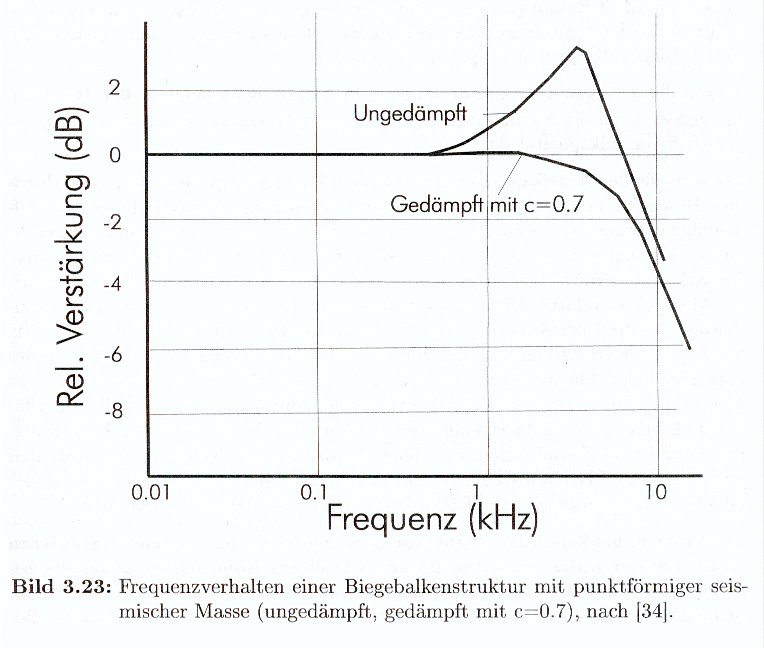 2
Ungedämpft
0
Gedämpft mit c=0.7
-2
-4
-6
-8
Rel. Verstärkung (dB)
0.01
0.1
1
10
Frequenz (kHz)
Bild 3.23: Frequenzverhalten einer Biegebalkenstruktur mit punktförmiger seis-
mischer Masse (ungedämpft, gedämpft mit c=0.7), nach [34].